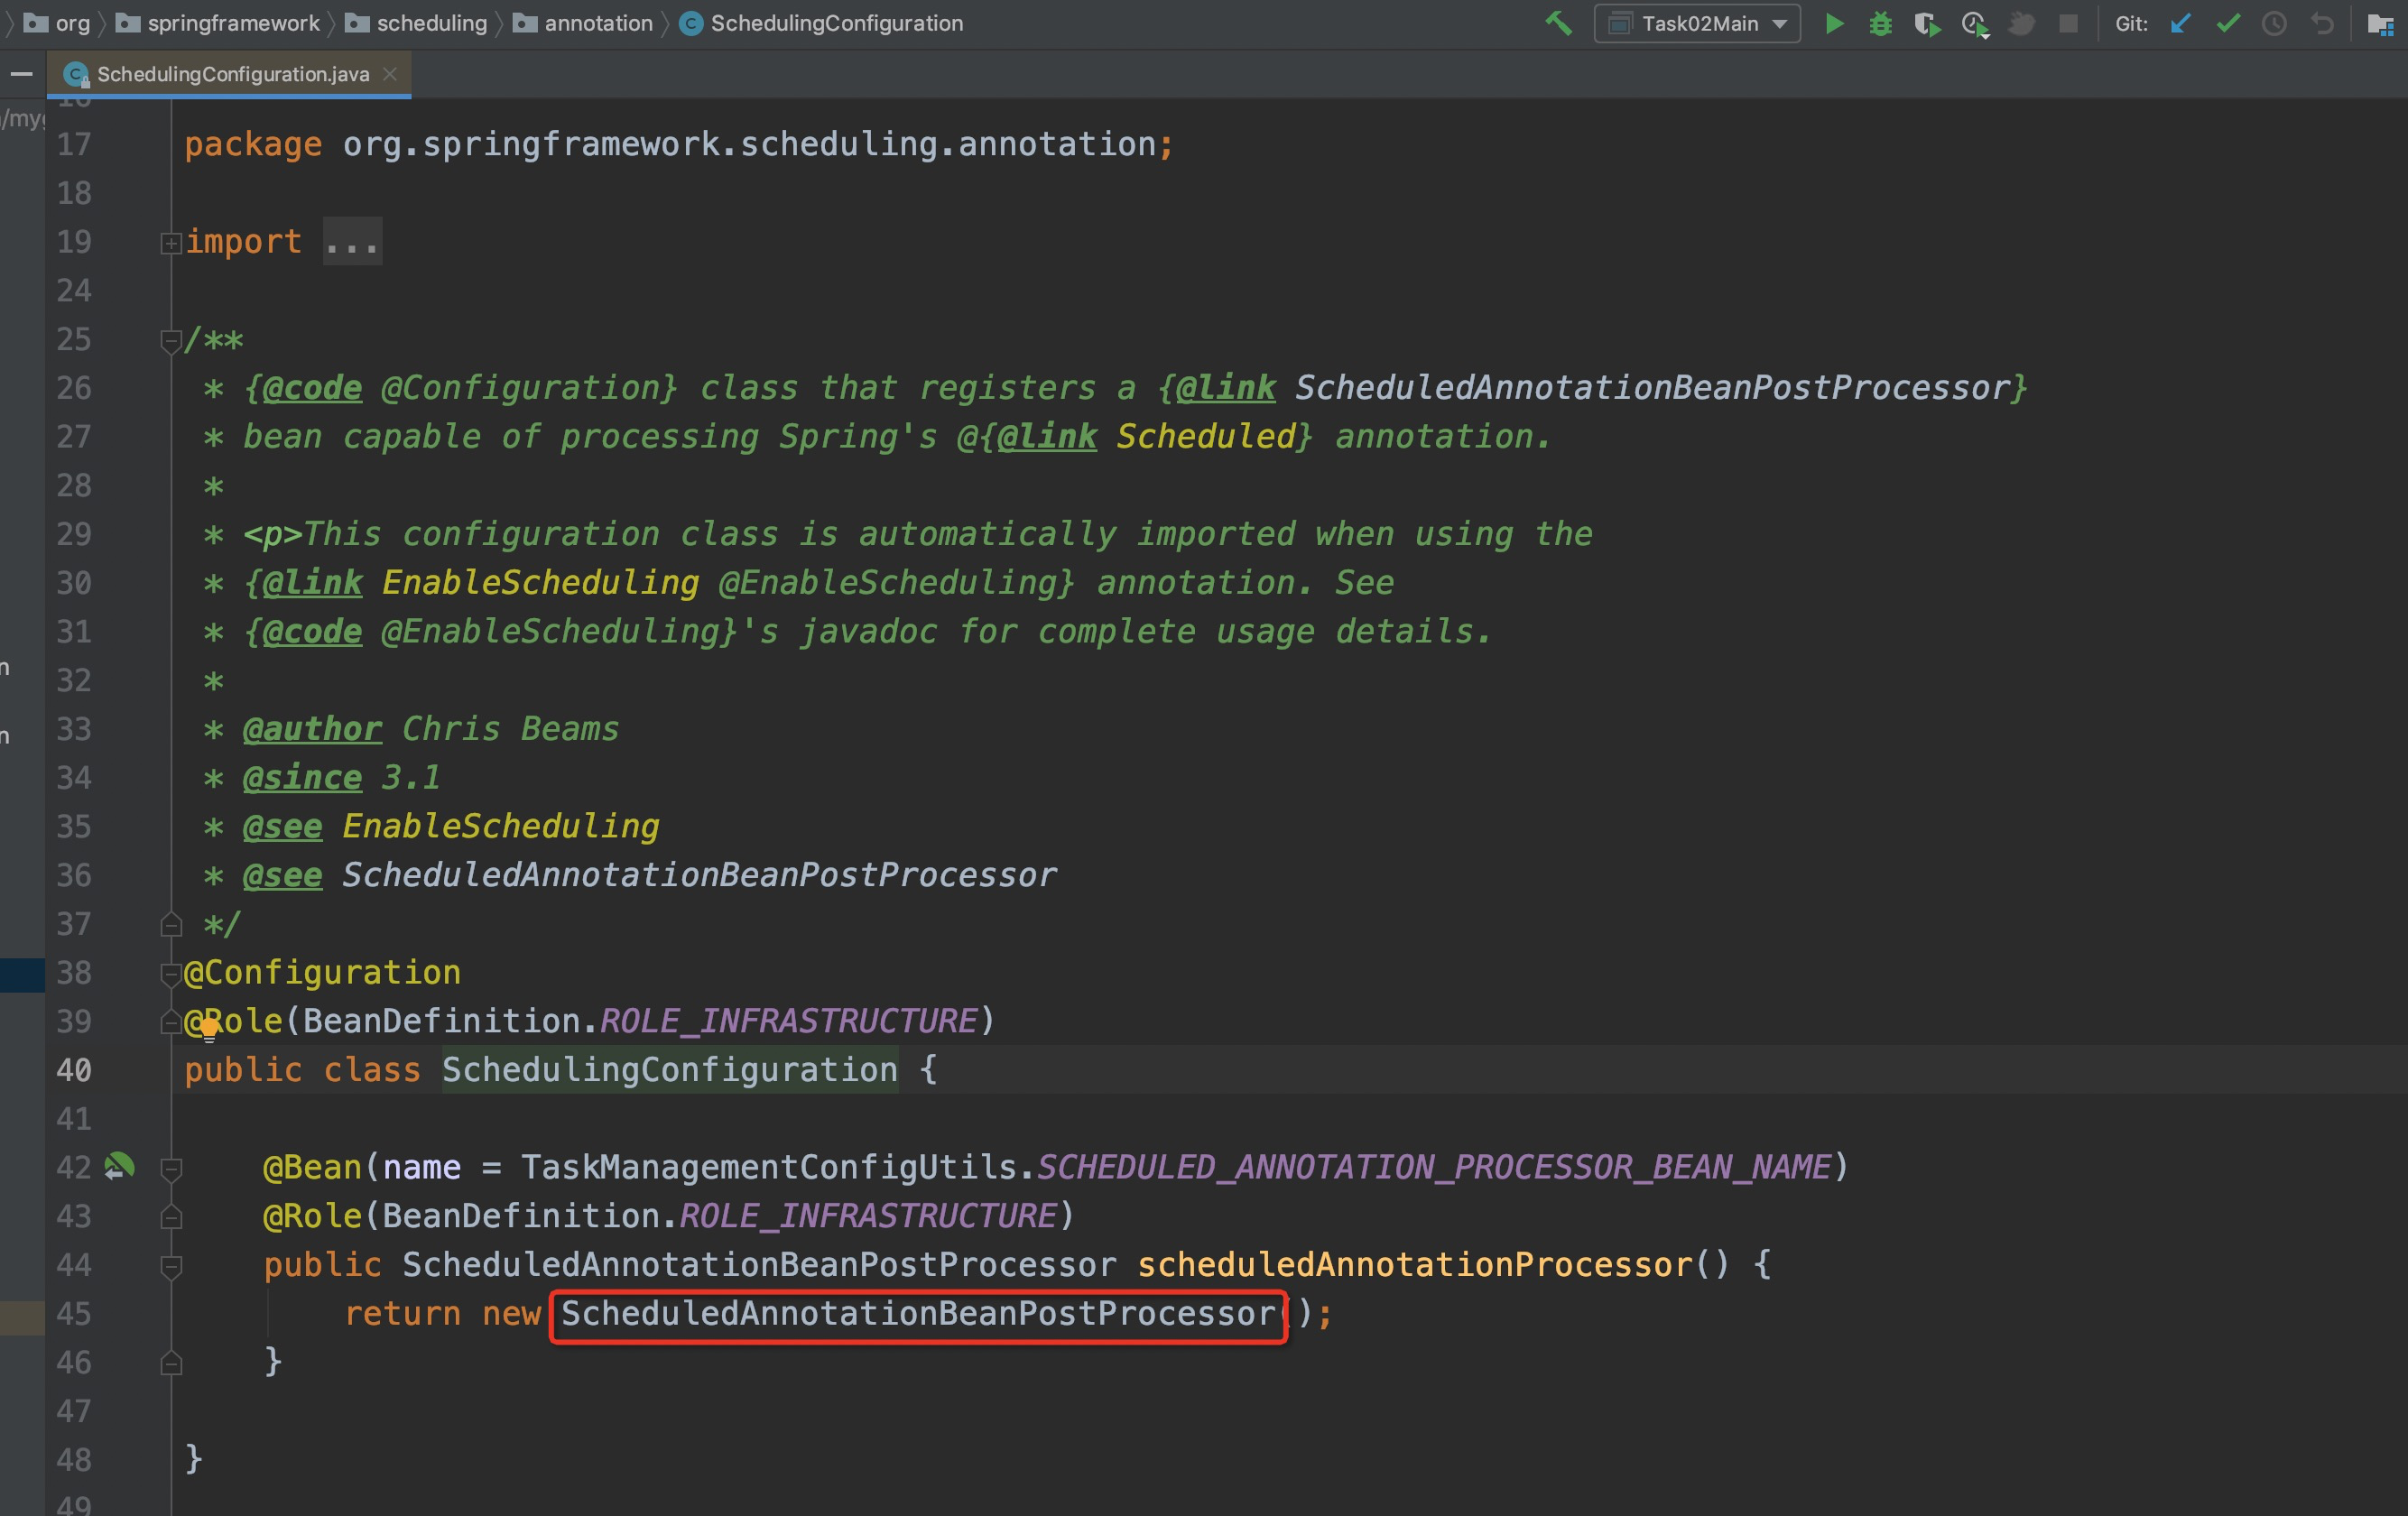 org springframework scheduling annotation SchedulingConfiguration Task02Main Git:
SchedulingConfiguration.java
17 package org.springframework.scheduling.annotation;
18
19 import ...
24
25 /**
26 * {@code @Configuration} class that registers a {@link ScheduledAnnotationBeanPostProcessor}
27 * bean capable of processing Spring's @{@link Scheduled} annotation.
28 *
29 * <p>This configuration class is automatically imported when using the
30 * {@link EnableScheduling @EnableScheduling} annotation. See
31 * {@code @EnableScheduling}'s javadoc for complete usage details.
32 *
33 * @author Chris Beams
34 * @since 3.1
35 * @see EnableScheduling
36 * @see ScheduledAnnotationBeanPostProcessor
37 */
38 @Configuration
39 @Role(BeanDefinition.ROLE_INFRASTRUCTURE)
40 public class SchedulingConfiguration {
41
42 @Bean(name = TaskManagementConfigUtils.SCHEDULED_ANNOTATION_PROCESSOR_BEAN_NAME)
43 @Role(BeanDefinition.ROLE_INFRASTRUCTURE)
44 public ScheduledAnnotationBeanPostProcessor scheduledAnnotationProcessor() {
45 return new ScheduledAnnotationBeanPostProcessor();
46 }
47
48 }
49